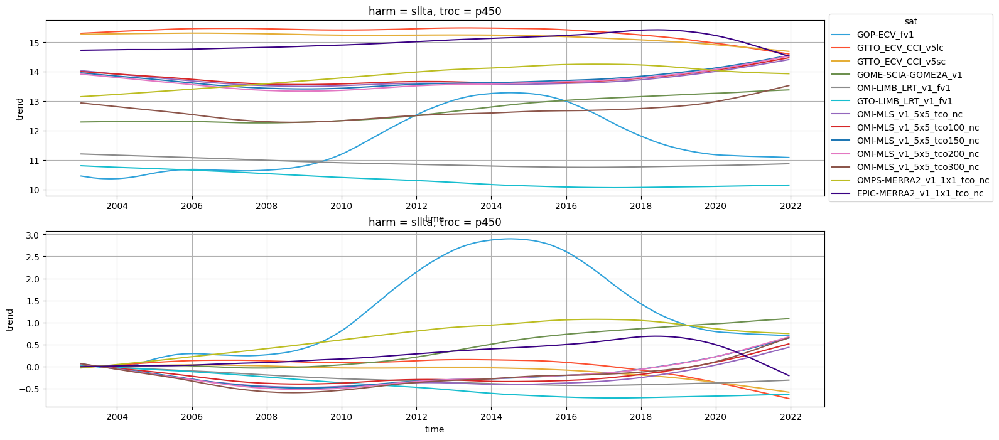 harm = sllta, troc = p450
trend
15
14
13
12
11
10
2004 2006 2008 2010 2012 2014 2016 2018 2020 2022
time
sat
GOP-ECV_fv1
GTTO_ECV_CCI_v5lc
GTTO_ECV_CCI_v5sc
GOME-SCIA-GOME2A_v1
OMI-LIMB_LRT_v1_fv1
GTO-LIMB_LRT_v1_fv1
OMI-MLS_v1_5x5_tco_nc
OMI-MLS_v1_5x5_tco100_nc
OMI-MLS_v1_5x5_tco150_nc
OMI-MLS_v1_5x5_tco200_nc
OMI-MLS_v1_5x5_tco300_nc
OMPS-MERRA2_v1_1x1_tco_nc
EPIC-MERRA2_v1_1x1_tco_nc
harm = sllta, troc = p450
trend
3.0
2.5
2.0
1.5
1.0
0.5
0.0
−0.5
2004 2006 2008 2010 2012 2014 2016 2018 2020 2022
time